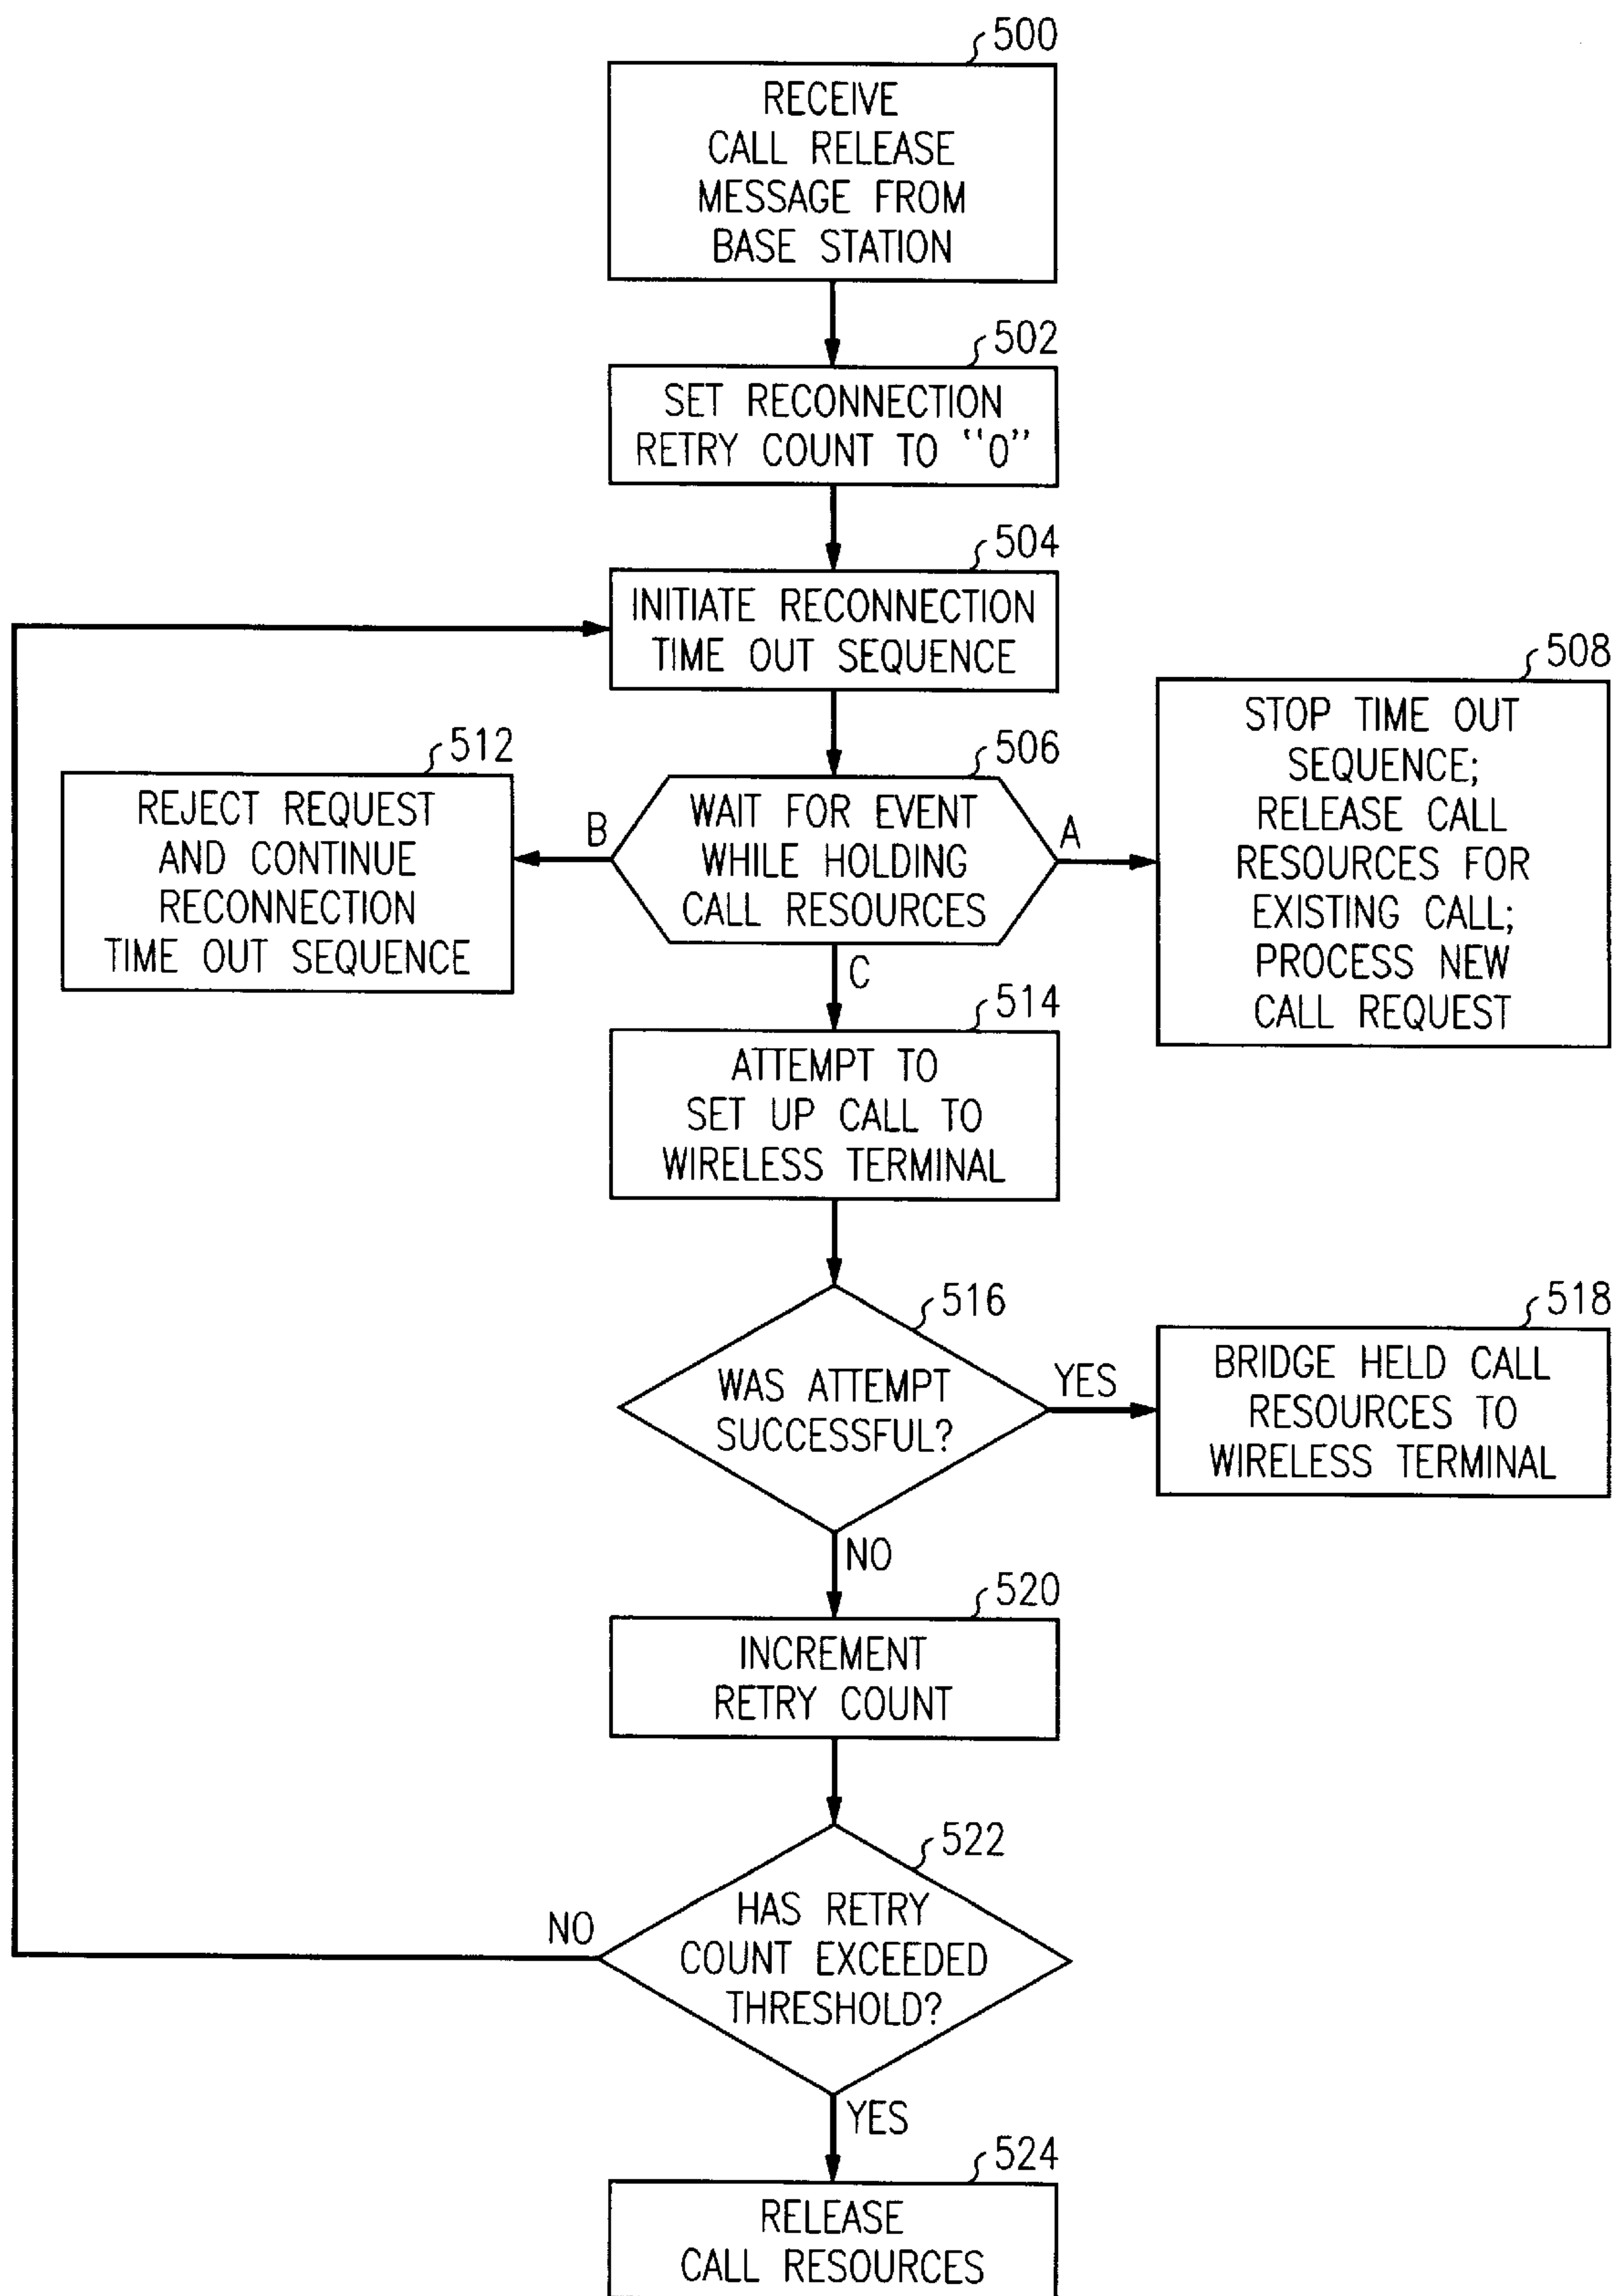 500
RECEIVE
CALL RELEASE
MESSAGE FROM
BASE STATION
502
SET RECONNECTION
RETRY COUNT TO "0"
504
INITIATE RECONNECTION
TIME OUT SEQUENCE
508
STOP TIME OUT
SEQUENCE;
RELEASE CALL
RESOURCES FOR
EXISTING CALL;
PROCESS NEW
CALL REQUEST
512
REJECT REQUEST
AND CONTINUE
RECONNECTION
TIME OUT SEQUENCE
B
506
WAIT FOR EVENT
WHILE HOLDING
CALL RESOURCES
A
C
514
ATTEMPT TO
SET UP CALL TO
WIRELESS TERMINAL
516
WAS ATTEMPT
SUCCESSFUL?
YES
518
BRIDGE HELD CALL
RESOURCES TO
WIRELESS TERMINAL
NO
520
INCREMENT
RETRY COUNT
522
HAS RETRY
COUNT EXCEEDED
THRESHOLD?
NO
YES
524
RELEASE
CALL RESOURCES